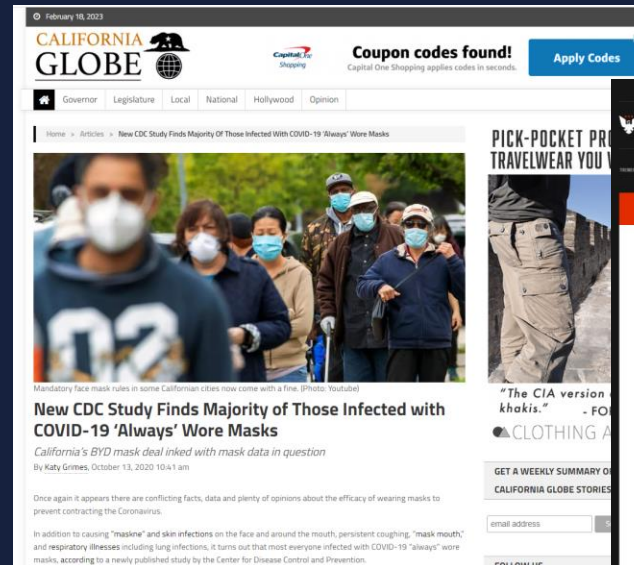 February 18, 2023
CALIFORNIA
GLOBE
Capital One
Shopping
Coupon codes found!
Capital One Shopping applies codes in seconds.
Apply Codes
Governor Legislature Local National Hollywood Opinion
Home » Articles » New CDC Study Finds Majority Of Those Infected With COVID-19 'Always' Wore Masks
PICK-POCKET PRO
TRAVELWEAR YOU
02
Mandatory face mask rules in some Californian cities now come with a fine. (Photo: Youtube)
New CDC Study Finds Majority of Those Infected with
COVID-19 'Always' Wore Masks
California's BYD mask deal inked with mask data in question
By Katy Grimes, October 13, 2020 10:41 am
Once again it appears there are conflicting facts, data and plenty of opinions about the efficacy of wearing masks to
prevent contracting the Coronavirus.
In addition to causing "maskne" and skin infections on the face and around the mouth, persistent coughing, "mask mouth,"
and respiratory illnesses including lung infections, it turns out that most everyone infected with COVID-19 "always" wore
masks, according to a newly published study by the Center for Disease Control and Prevention.
"The CIA version
khakis." - FO
CLOTHING A
GET A WEEKLY SUMMARY O
CALIFORNIA GLOBE STORIES
email address
FOLLOW US